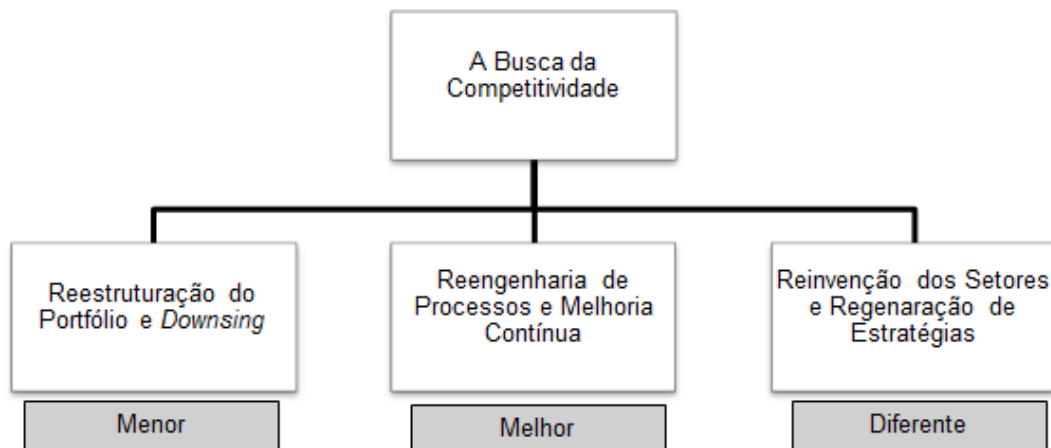 A Busca da
Competitividade
Reestruturação do
Portfólio e Downsing
Reengenharia de
Processos e Melhoria
Contínua
Reinvenção dos Setores
e Regenaração de
Estratégias
Menor
Melhor
Diferente